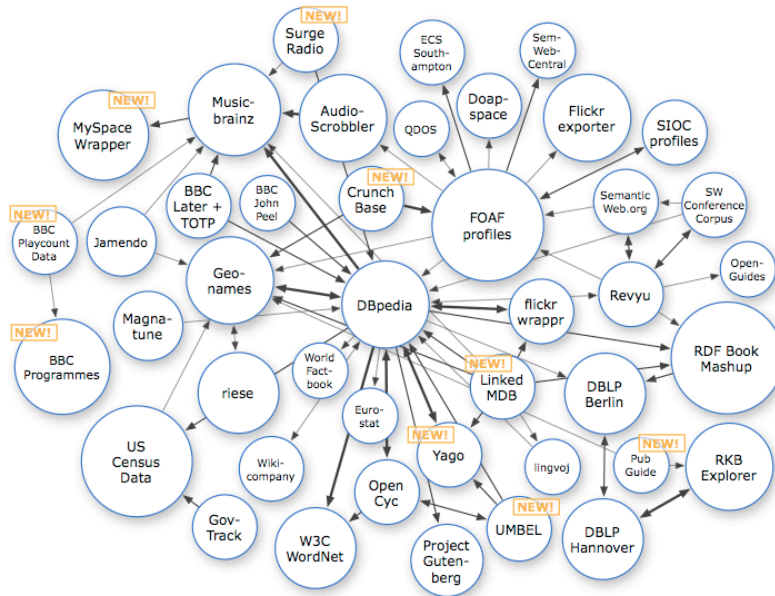 NEW!
Surge
Radio
ECS
South-
ampton
Sem-
Web-
Central
NEW!
MySpace
Wrapper
Music-
brainz
Audio-
Scrobbler
QDOS
Doap-
space
Flickr
exporter
SIOC
profiles
NEW!
BBC
Playcount
Data
Jamendo
BBC
Later +
TOTP
BBC
John
Peel
NEW!
Crunch
Base
FOAF
profiles
Semantic
Web.org
SW
Conference
Corpus
Geo-
names
DBpedia
flickr
wrappr
Revyu
Open-
Guides
NEW!
BBC
Programmes
Magna-
tune
riese
World
Fact-
book
NEW!
Linked
MDB
DBLP
Berlin
RDF Book
Mashup
US
Census
Data
Euro-
stat
NEW!
Yago
lingvoj
NEW!
Pub
Guide
RKB
Explorer
Wiki-
company
Open
Cyc
Gov-
Track
W3C
WordNet
NEW!
UMBEL
Project
Guten-
berg
DBLP
Hannover